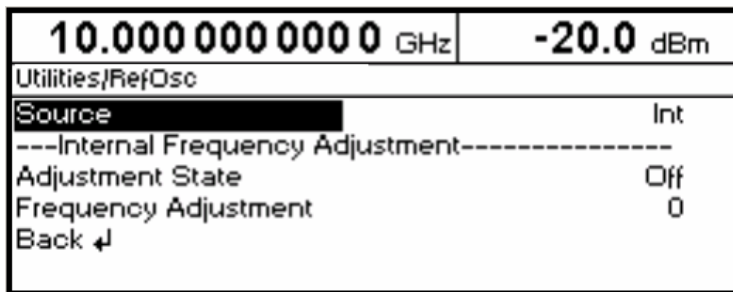 10.000 000 000 0 GHz -20.0 dBm
Utilities/RefOsc
Source Int
---Internal Frequency Adjustment---------------
Adjustment State Off
Frequency Adjustment 0
Back ↲